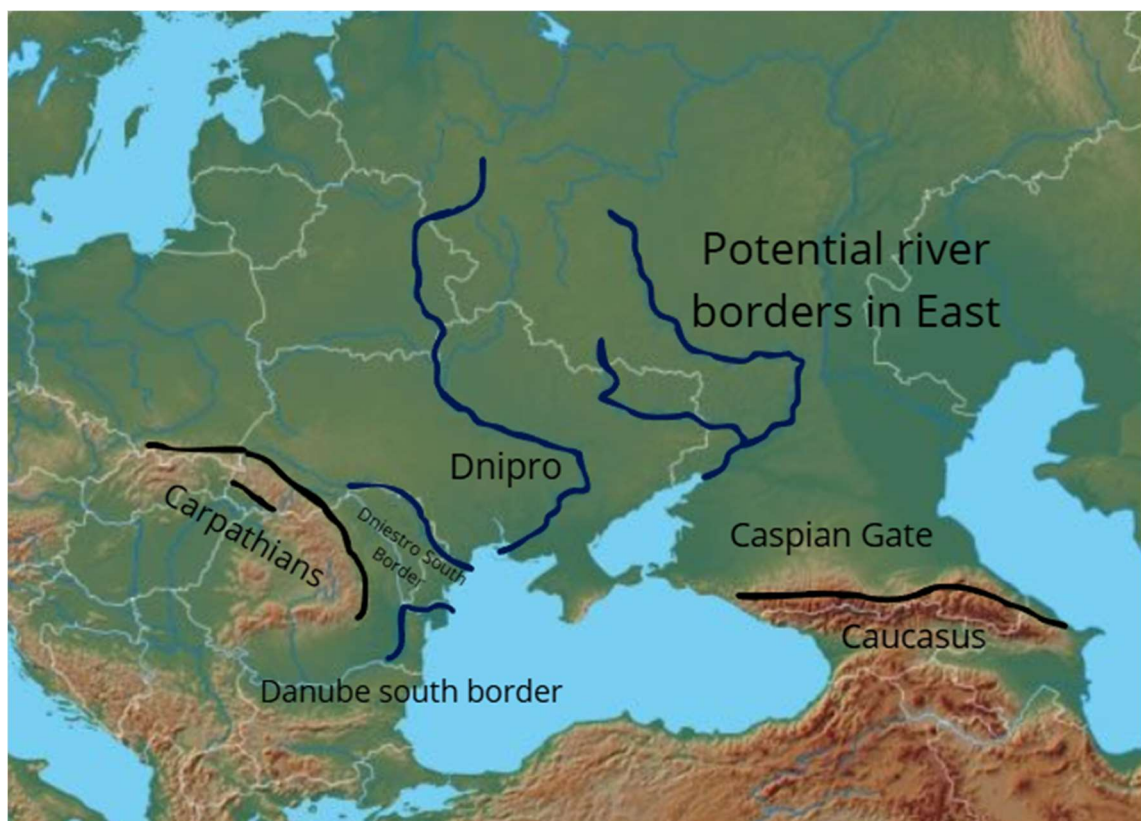 Potential river
borders in East
Dnipro
Carpathians
Dniestro South
Border
Caspian Gate
Caucasus
Danube south border